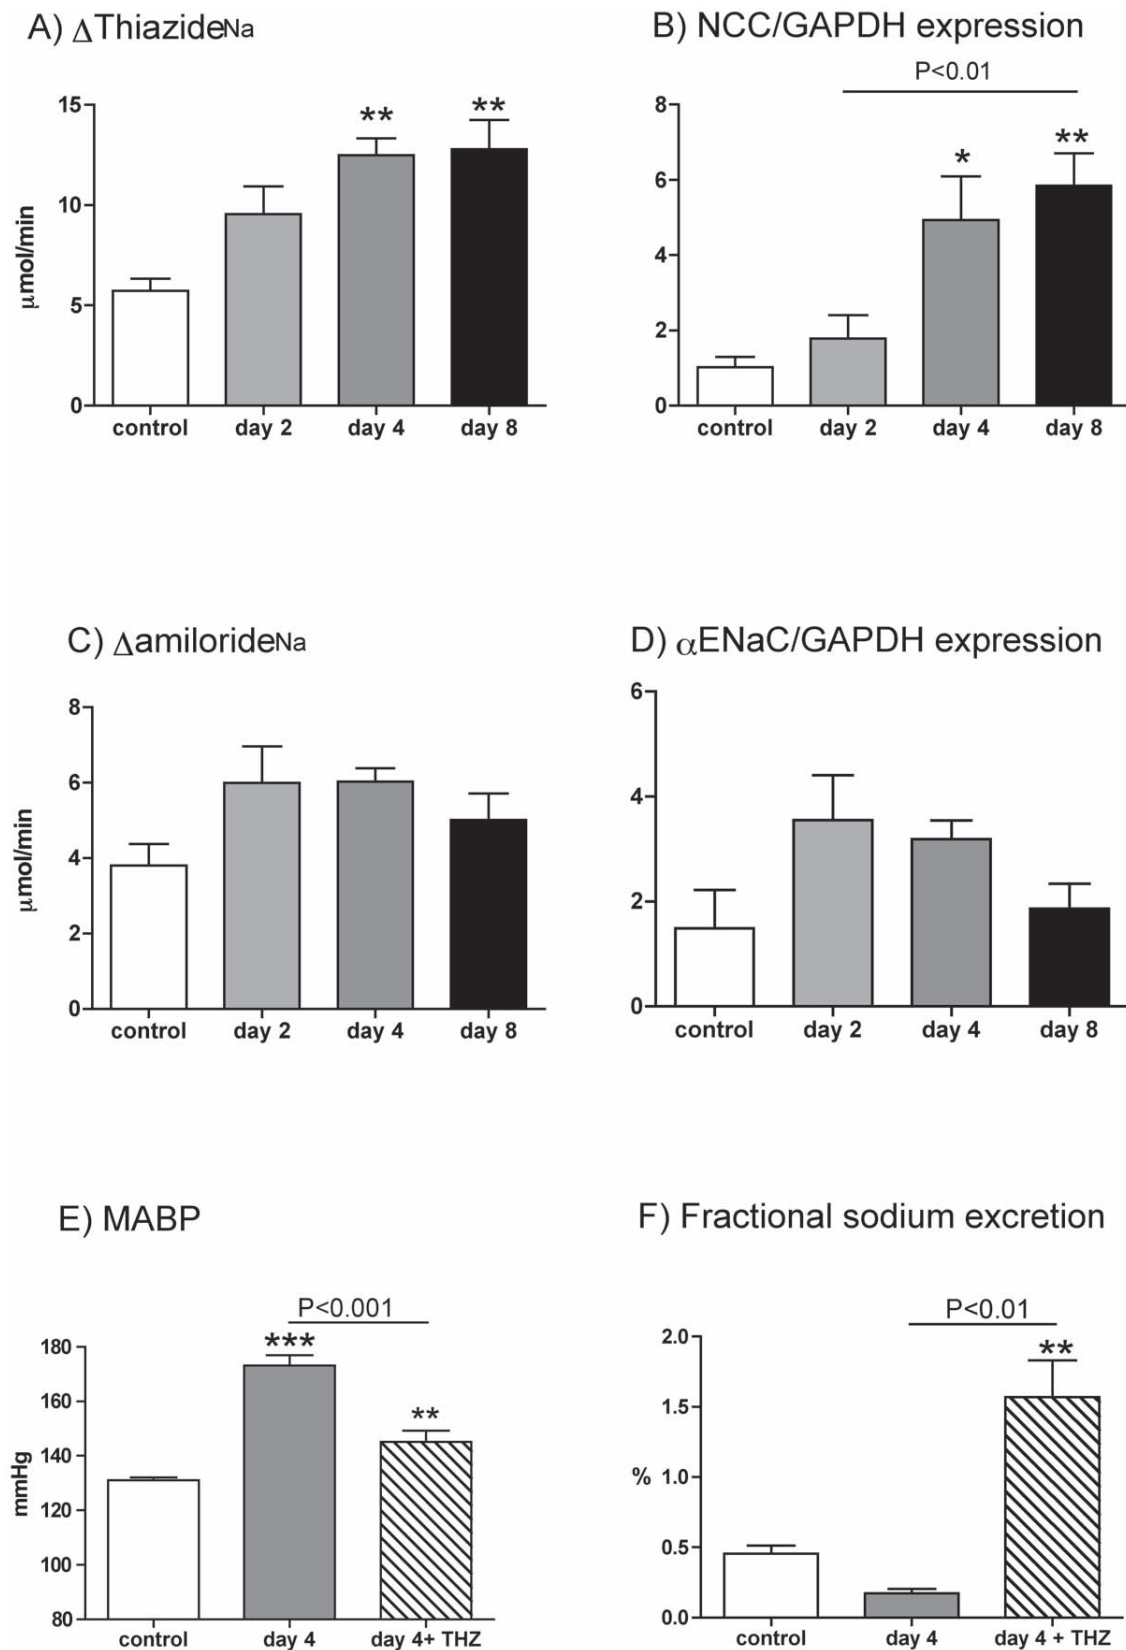 A) ΔThiazideNa
μmol/min
15
10
5
0
**
**
control day 2 day 4 day 8
B) NCC/GAPDH expression
P<0.01
8
6
4
2
0
*
**
control day 2 day 4 day 8
C) ΔamilorideNa
μmol/min
8
6
4
2
0
control day 2 day 4 day 8
D) αENaC/GAPDH expression
6
4
2
0
control day 2 day 4 day 8
E) MABP
P<0.001
mmHg
180
160
140
120
100
80
***
**
control day 4 day 4+ THZ
F) Fractional sodium excretion
P<0.01
%
2.0
1.5
1.0
0.5
0.0
**
control day 4 day 4 + THZ